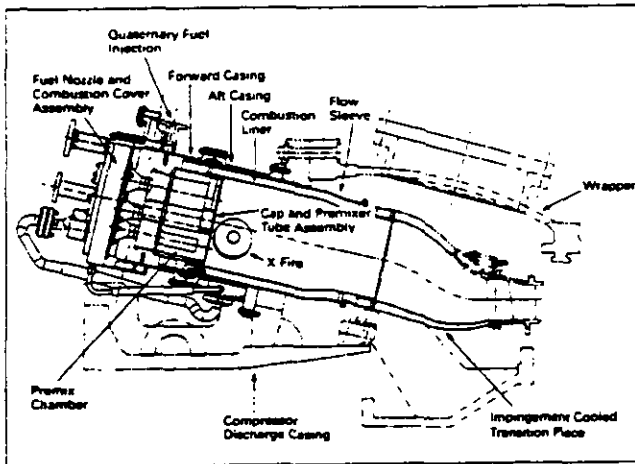 Quaternary Fuel
Injection
Fuel Nozzle and
Combustion Cover
Assembly
Forward Casing
Aft Casing
Combustion
Liner
Flow
Sleeve
Wrapper
Cap and Premixer
Tube Assembly
X Fire
Premix
Chamber
Compressor
Discharge Casing
Impingement Cooled
Transition Piece